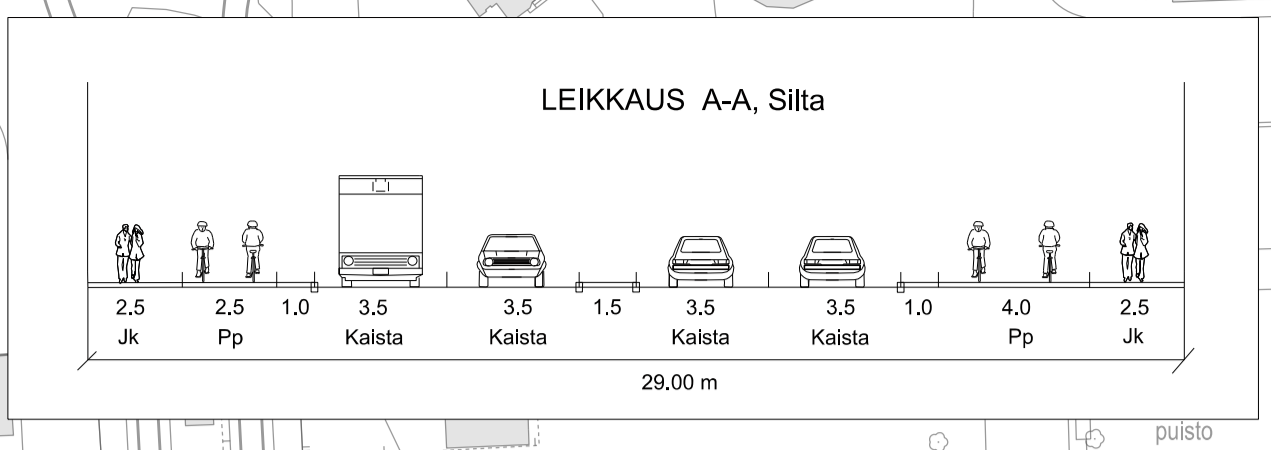 LEIKKAUS A-A, Silta
2.5 2.5 1.0 3.5 3.5 1.5 3.5 3.5 1.0 4.0 2.5
Jk Pp Kaista Kaista Kaista Kaista Pp Jk
29.00 m
puisto